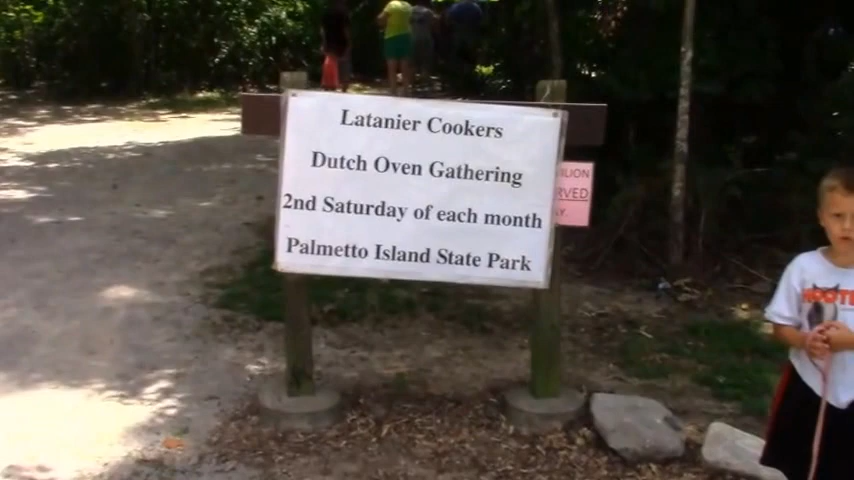 Latanier Cookers
Dutch Oven Gathering
2nd Saturday of each month
Palmetto Island State Park